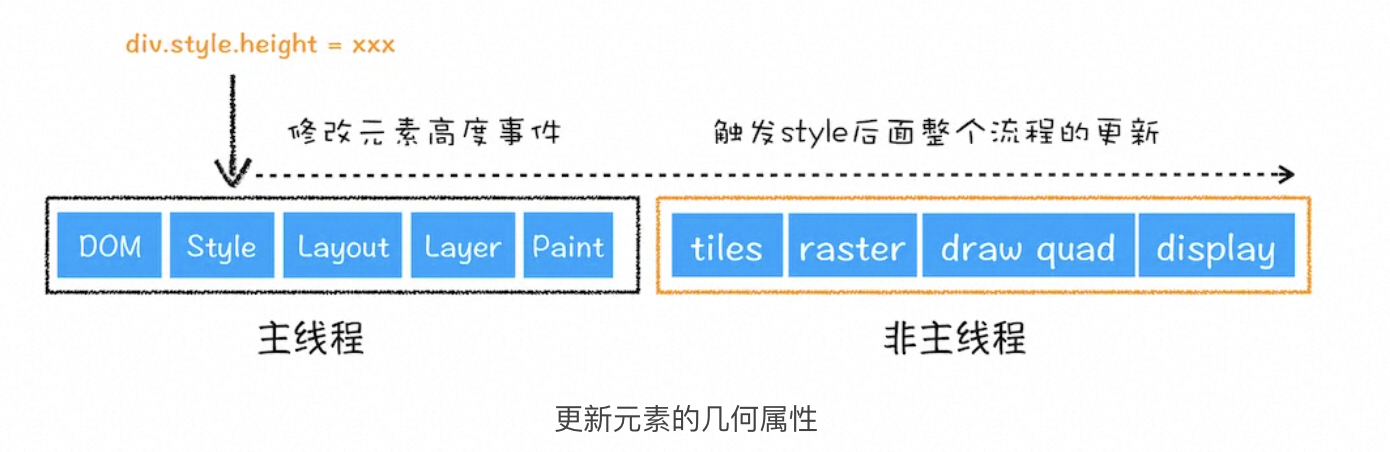 div.style.height = xxx
修改元素高度事件
触发style后面整个流程的更新
DOM
Style
Layout
Layer
Paint
tiles
raster
draw quad
display
主线程
非主线程
更新元素的几何属性